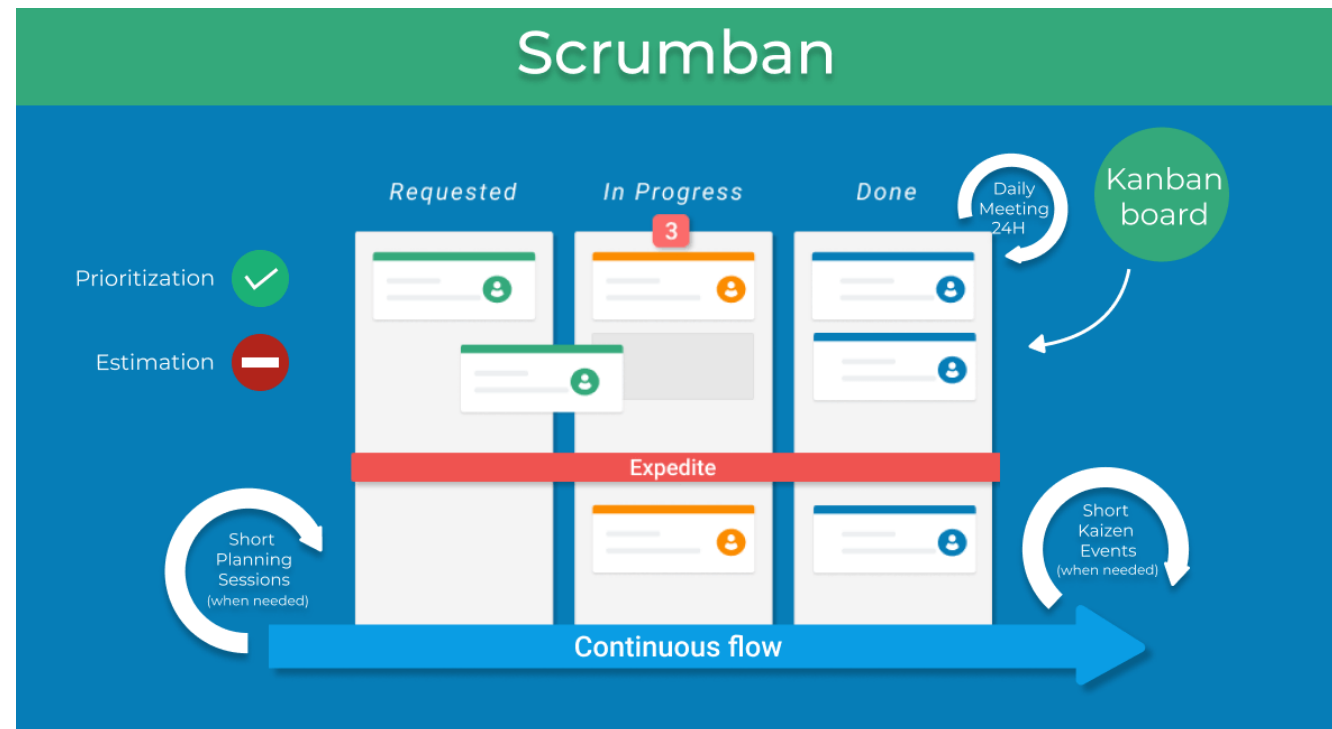 Scrumban
Requested
In Progress
Done
3
Daily
Meeting
24H
Kanban
board
Prioritization
Estimation
Expedite
Short
Planning
Sessions
(when needed)
Short
Kaizen
Events
(when needed)
Continuous flow